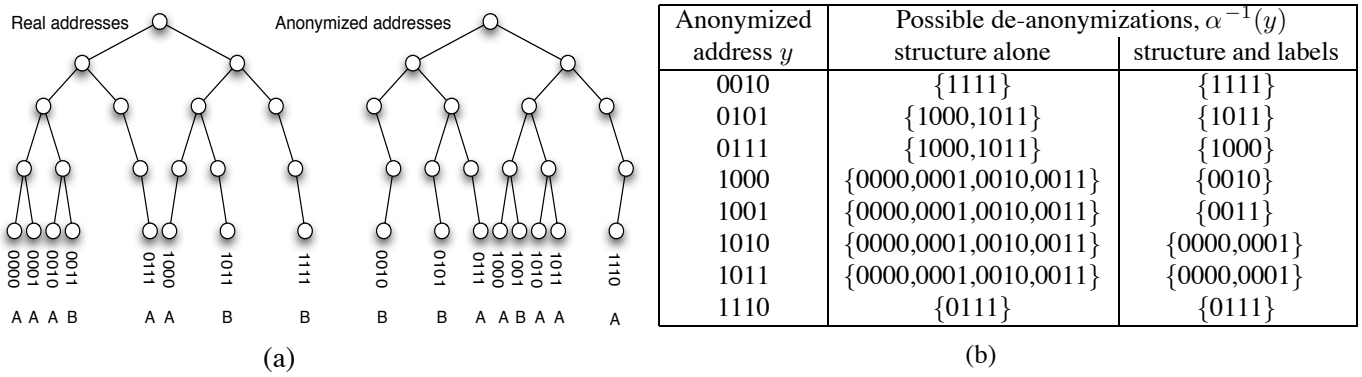 Real addresses
Anonymized addresses
0000 0001 0010 0011 0111 1000 1011 1111
A A A B A A B B
0010 0101 0111 1000 1001 1010 1011 1110
B B A A B A A A
(a)
Anonymized Possible de-anonymizations, α⁻¹(y)
address y structure alone structure and labels
0010 {1111} {1111}
0101 {1000,1011} {1011}
0111 {1000,1011} {1000}
1000 {0000,0001,0010,0011} {0010}
1001 {0000,0001,0010,0011} {0011}
1010 {0000,0001,0010,0011} {0000,0001}
1011 {0000,0001,0010,0011} {0000,0001}
1110 {0111} {0111}
(b)